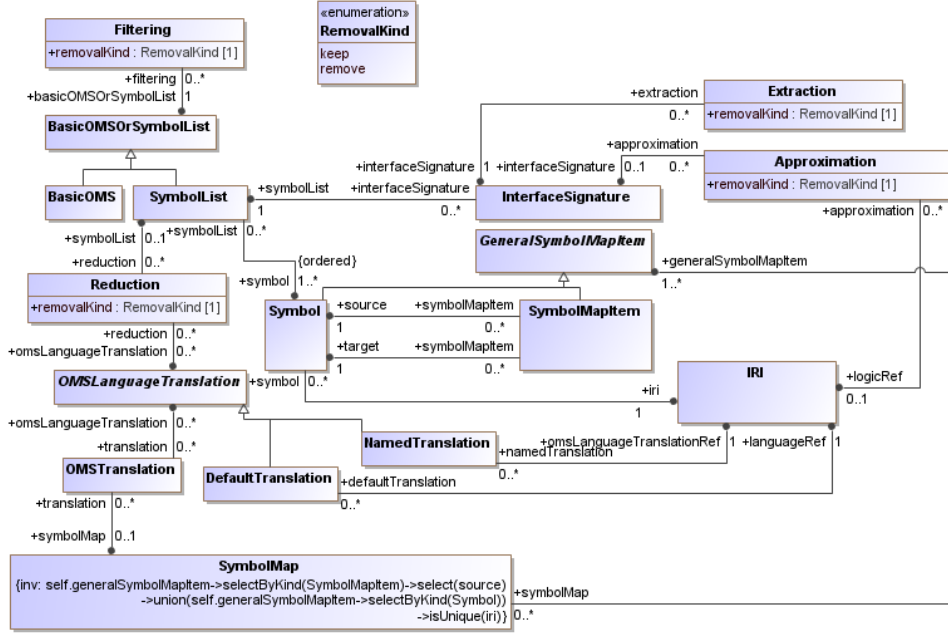 «enumeration»
RemovalKind
keep
remove
Filtering
+removalKind : RemovalKind [1]
+filtering 0..*
+basicOMSOrSymbolList 1
BasicOMSOrSymbolList
BasicOMS
SymbolList
+symbolList
1
+interfaceSignature
0..*
InterfaceSignature
+extraction
0..*
+interfaceSignature
1
Extraction
+removalKind : RemovalKind [1]
+approximation
0..*
+interfaceSignature
0..1
Approximation
+removalKind : RemovalKind [1]
+approximation 0..*
+logicRef
0..1
+symbolList 0..1
+reduction 0..*
+symbolList 0..*
{ordered}
+symbol 1..*
GeneralSymbolMapItem
+generalSymbolMapItem
1..*
Reduction
+removalKind : RemovalKind [1]
Symbol
+source
1
+symbolMapItem
0..*
+target
1
+symbolMapItem
0..*
SymbolMapItem
+reduction 0..*
+omsLanguageTranslation 0..*
OMSLanguageTranslation
+symbol 0..*
+iri
1
IRI
+omsLanguageTranslation 0..*
+translation 0..*
NamedTranslation
+namedTranslation
0..*
+omsLanguageTranslationRef 1
+languageRef 1
OMSTranslation
DefaultTranslation
+defaultTranslation
0..*
+translation 0..*
+symbolMap 0..1
SymbolMap
{inv: self.generalSymbolMapItem->selectByKind(SymbolMapItem)->select(source)
->union(self.generalSymbolMapItem->selectByKind(Symbol))
->isUnique(iri)}
+symbolMap
0..*